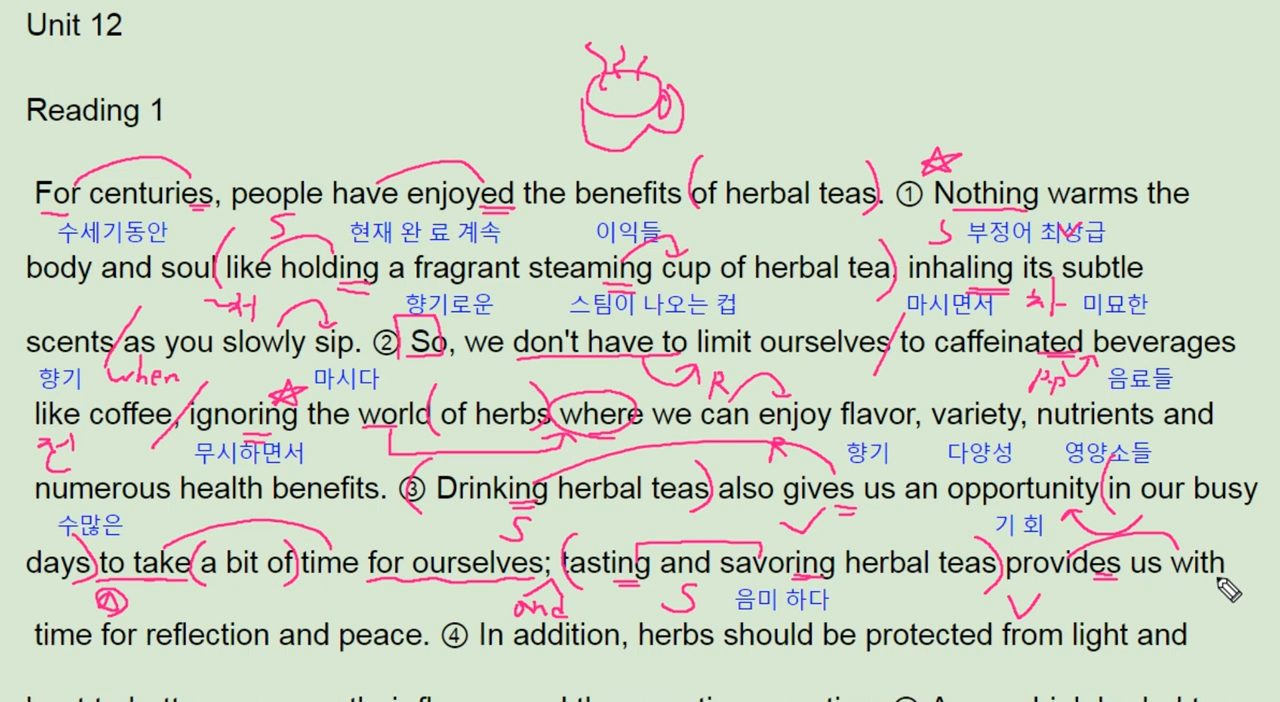 Unit 12
Reading 1
For centuries, people have enjoyed the benefits of herbal teas. ① Nothing warms the
수세기동안 S 현재 완 료 계속 이익들 S 부정어 최상급 V
body and soul like holding a fragrant steaming cup of herbal tea, inhaling its subtle
~처 향기로운 스팀이 나오는 컵 마시면서 미묘한
scents as you slowly sip. ② So, we don't have to limit ourselves to caffeinated beverages
향기 when 마시다 R p.p 음료들
like coffee, ignoring the world of herbs where we can enjoy flavor, variety, nutrients and
전 무시하면서 R 향기 다양성 영양소들
numerous health benefits. ③ Drinking herbal teas also gives us an opportunity in our busy
수많은 S V 기 회
days to take a bit of time for ourselves; tasting and savoring herbal teas provides us with
and S 음미 하다 V
time for reflection and peace. ④ In addition, herbs should be protected from light and